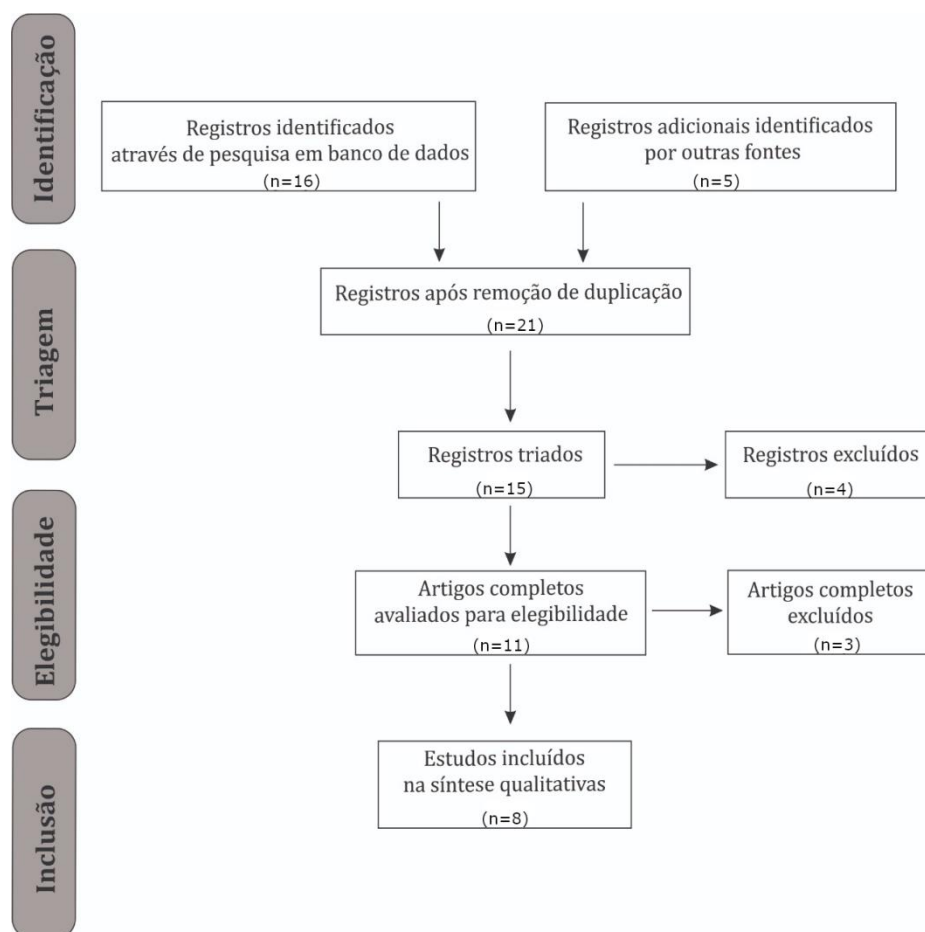 Identificação
Registros identificados
através de pesquisa em banco de dados
(n=16)
Registros adicionais identificados
por outras fontes
(n=5)
Triagem
Registros após remoção de duplicação
(n=21)
Registros triados
(n=15)
Registros excluídos
(n=4)
Elegibilidade
Artigos completos
avaliados para elegibilidade
(n=11)
Artigos completos
excluídos
(n=3)
Inclusão
Estudos incluídos
na síntese qualitativas
(n=8)